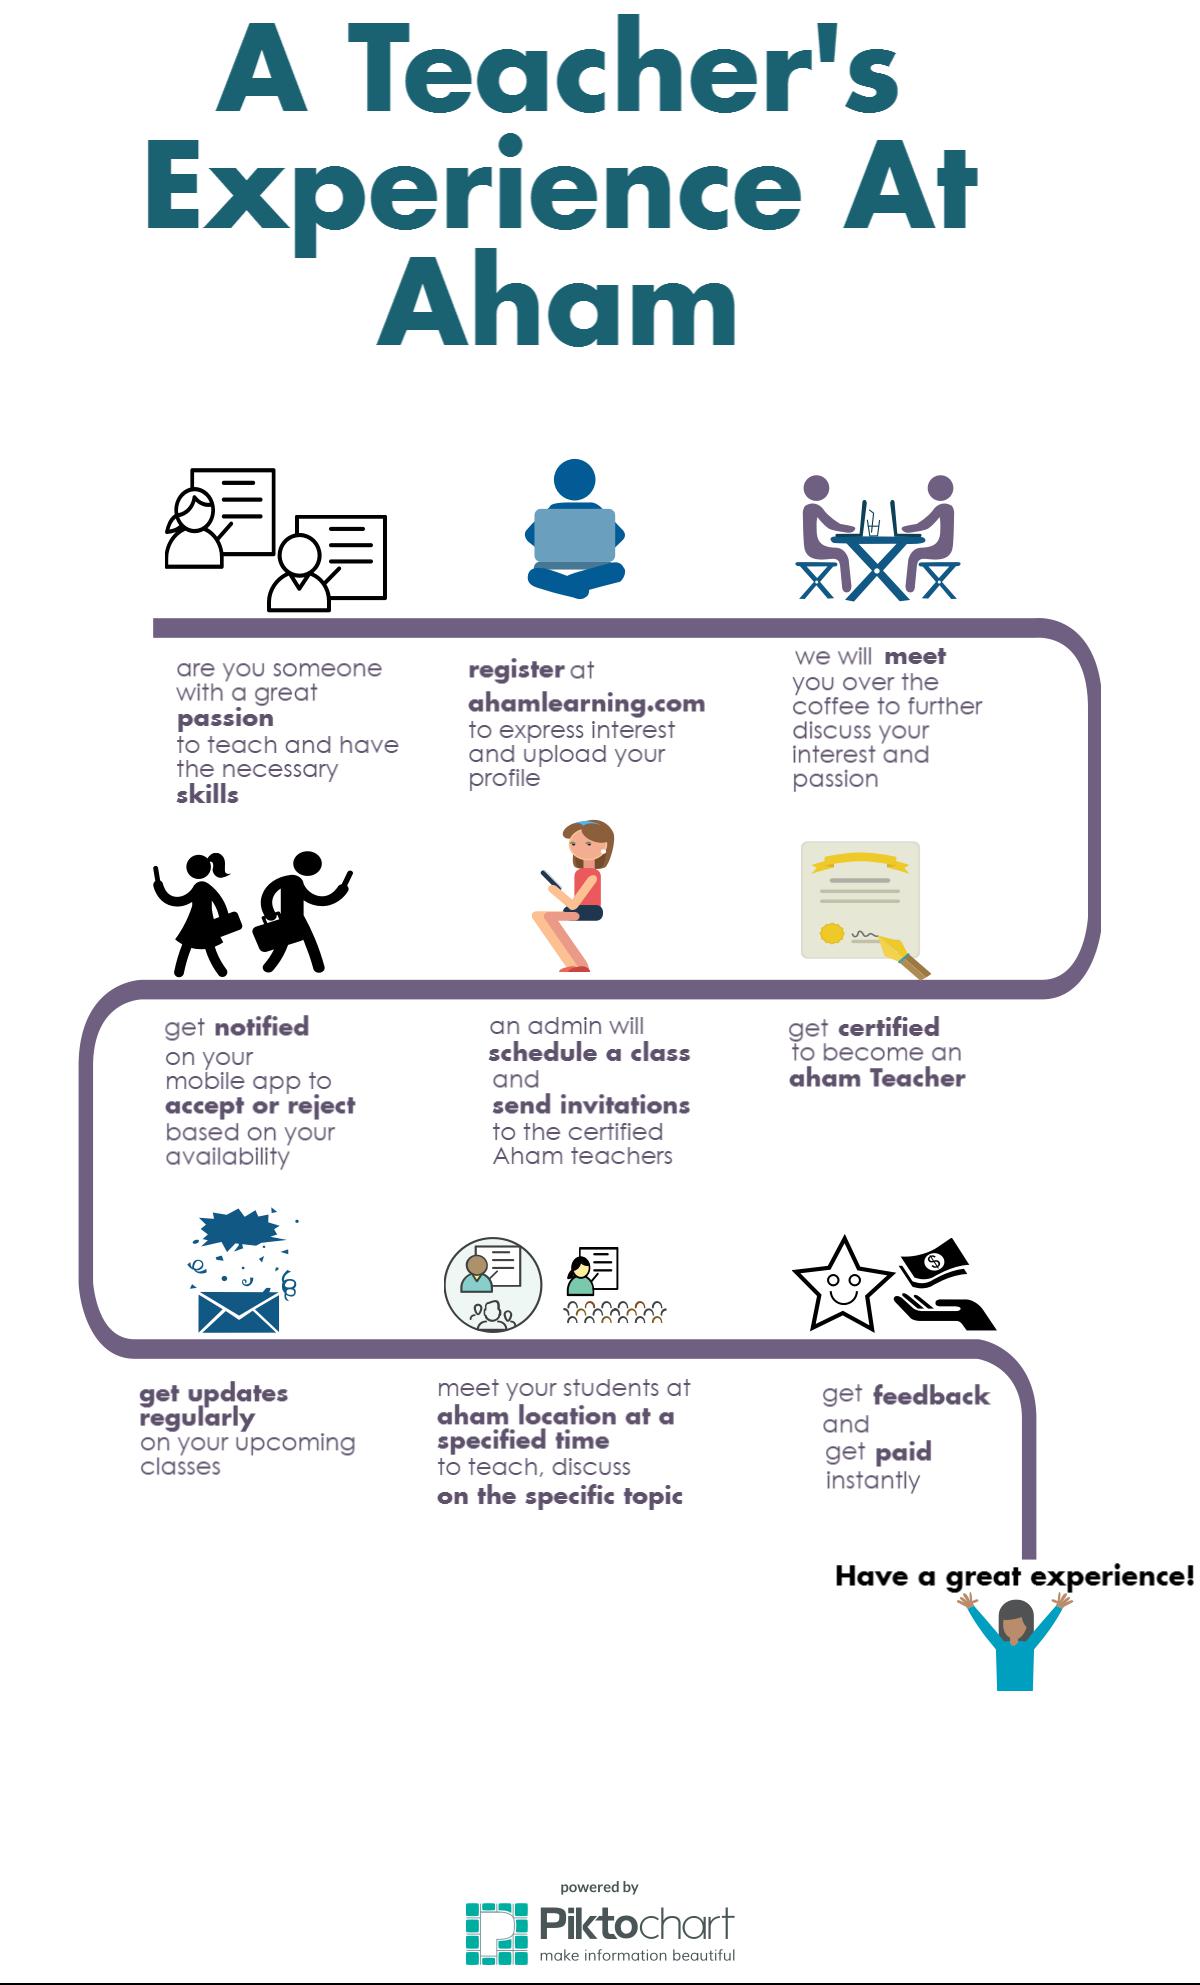 A Teacher's
Experience At
Aham
are you someone
with a great
passion
to teach and have
the necessary
skills
register at
ahamlearning.com
to express interest
and upload your
profile
we will meet
you over the
coffee to further
discuss your
interest and
passion
get certified
to become an
aham Teacher
an admin will
schedule a class
and
send invitations
to the certified
Aham teachers
get notified
on your
mobile app to
accept or reject
based on your
availability
get updates
regularly
on your upcoming
classes
meet your students at
aham location at a
specified time
to teach, discuss
on the specific topic
get feedback
and
get paid
instantly
Have a great experience!
powered by
Piktochart
make information beautiful